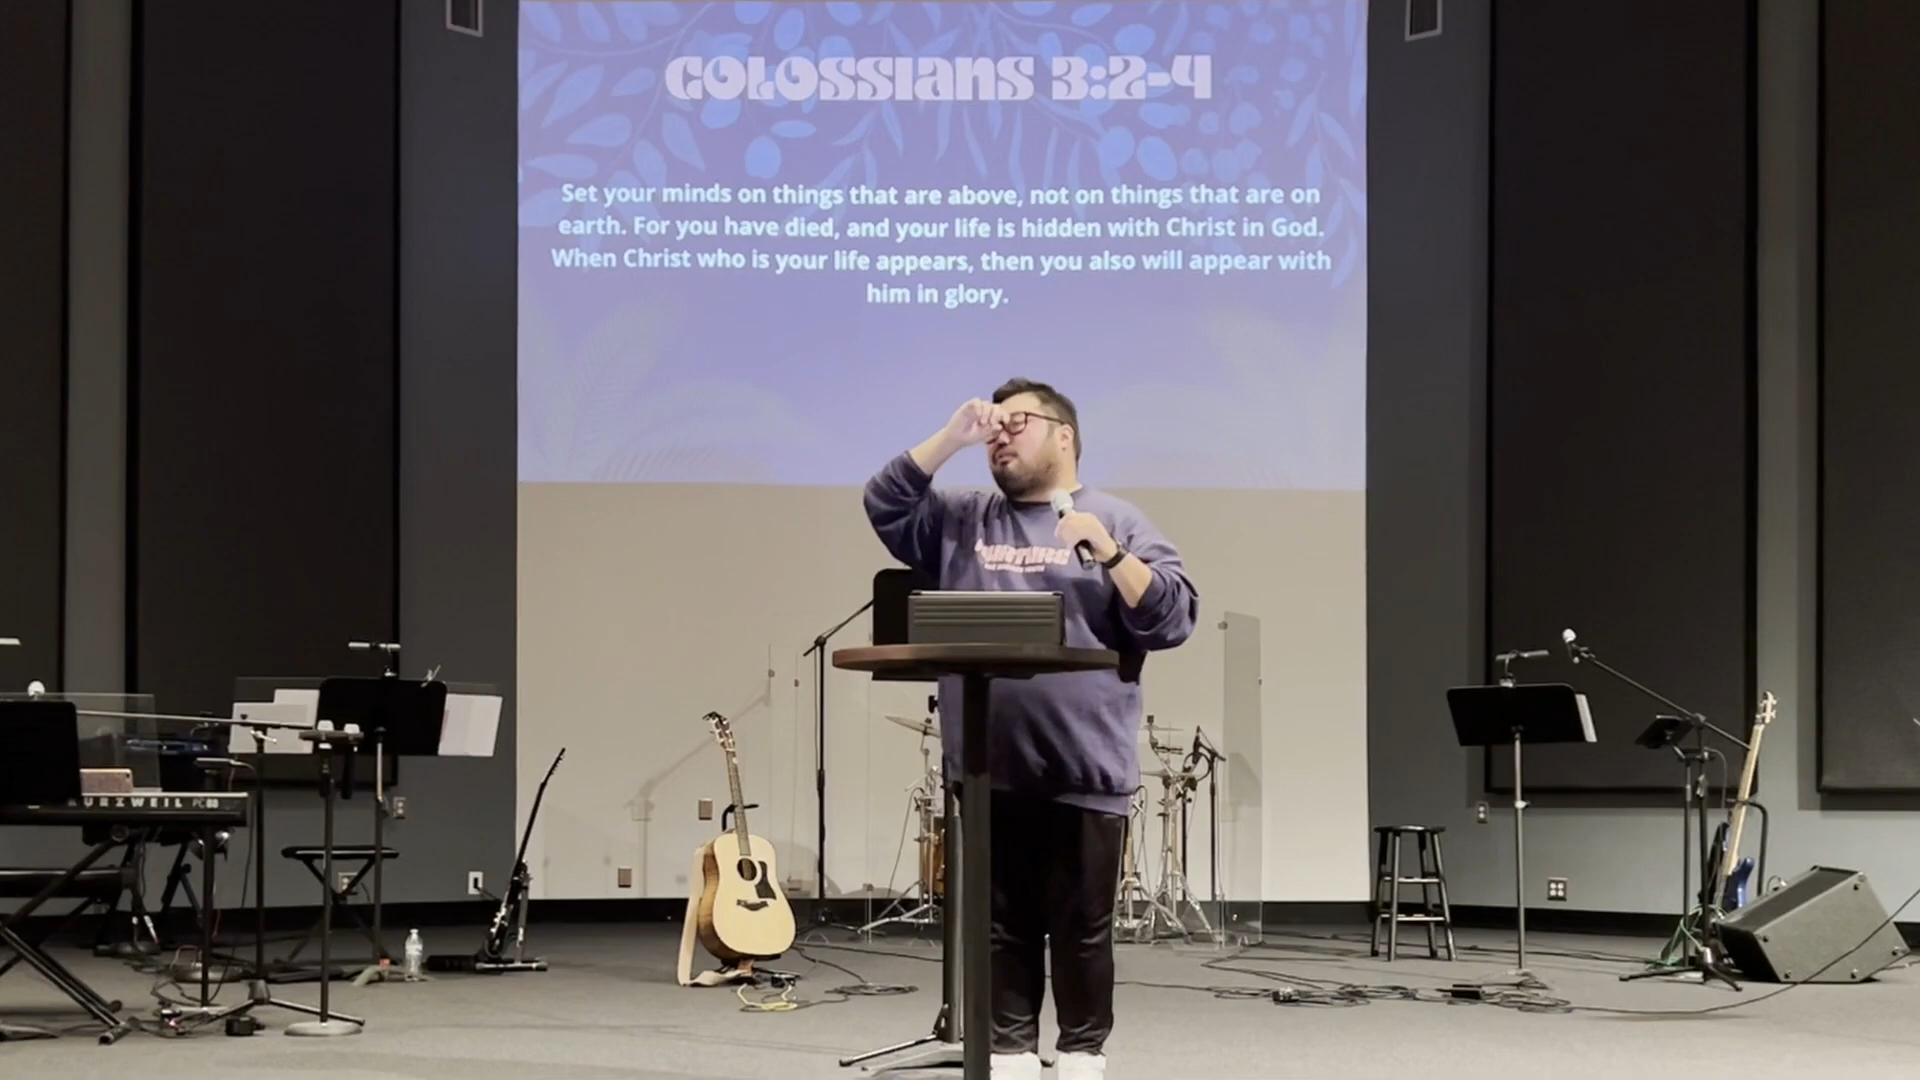 COLOSSIANS 3:2-4
Set your minds on things that are above, not on things that are on
earth. For you have died, and your life is hidden with Christ in God.
When Christ who is your life appears, then you also will appear with
him in glory.
KURZWEIL PC88